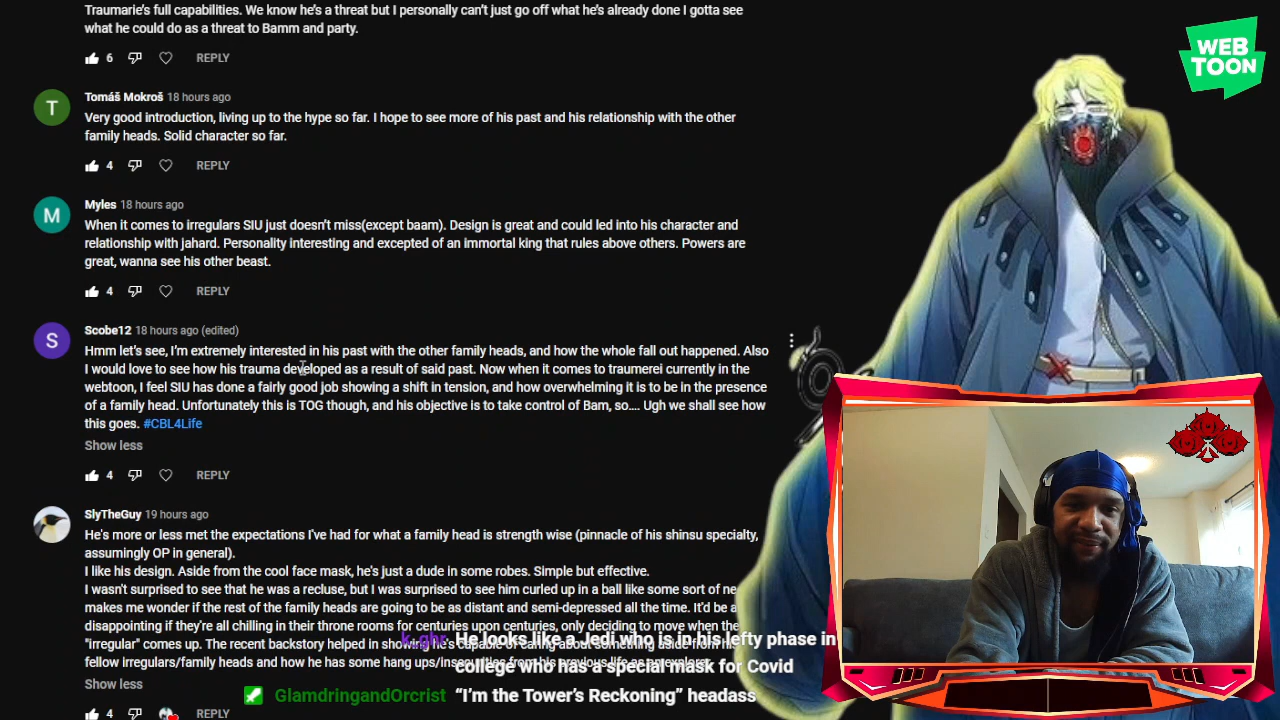 Traumarie's full capabilities. We know he's a threat but I personally can't just go off what he's already done I gotta see
what he could do as a threat to Bamm and party.
6 REPLY
WEB
TOON
T
Tomáš Mokroš 18 hours ago
Very good introduction, living up to the hype so far. I hope to see more of his past and his relationship with the other
family heads. Solid character so far.
4 REPLY
M
Myles 18 hours ago
When it comes to irregulars SIU just doesn't miss(except baam). Design is great and could led into his character and
relationship with jahard. Personality interesting and excepted of an immortal king that rules above others. Powers are
great, wanna see his other beast.
4 REPLY
S
Scobe12 18 hours ago (edited)
Hmm let's see, I'm extremely interested in his past with the other family heads, and how the whole fall out happened. Also
I would love to see how his trauma developed as a result of said past. Now when it comes to traumerei currently in the
webtoon, I feel SIU has done a fairly good job showing a shift in tension, and how overwhelming it is to be in the presence
of a family head. Unfortunately this is TOG though, and his objective is to take control of Bam, so.... Ugh we shall see how
this goes. #CBL4Life
Show less
4 REPLY
SlyTheGuy 19 hours ago
He's more or less met the expectations I've had for what a family head is strength wise (pinnacle of his shinsu specialty,
assumingly OP in general).
I like his design. Aside from the cool face mask, he's just a dude in some robes. Simple but effective.
I wasn't surprised to see that he was a recluse, but I was surprised to see him curled up in a ball like some sort of
makes me wonder if the rest of the family heads are going to be as distant and semi-depressed all the time. It'd be
disappointing if they're all chilling in their throne rooms for centuries upon centuries, only deciding to move when the
"irregular" comes up. The recent backstory helped in showing he's capable of caring about something aside from his
fellow irregulars/family heads and how he has some hang ups/
He looks like a Jedi who is in his lefty phase in
college who was a special mask for Covid
Show less
GlamdringandOrcrist "I'm the Tower's Reckoning" headass
4 REPLY